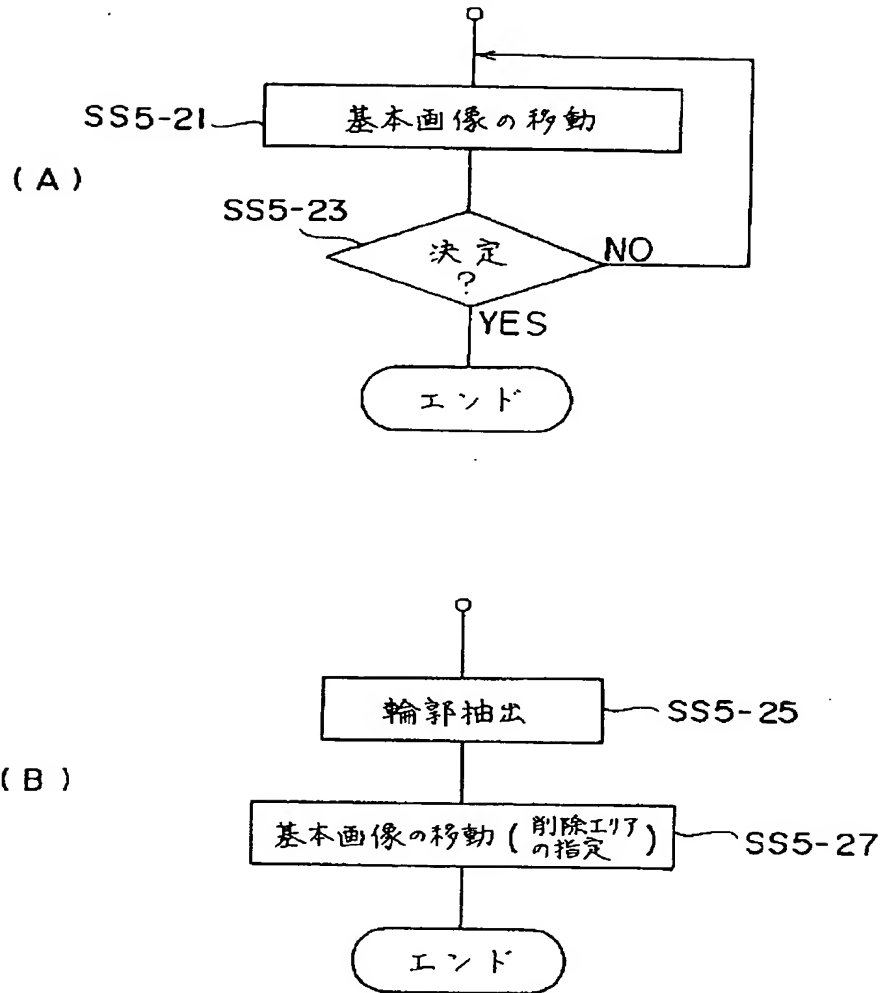 SS5-21
基本画像の移動
(A)
SS5-23
決定
?
NO
YES
エンド
輪郭抽出
SS5-25
(B)
基本画像の移動(削除エリア
の指定)
SS5-27
エンド